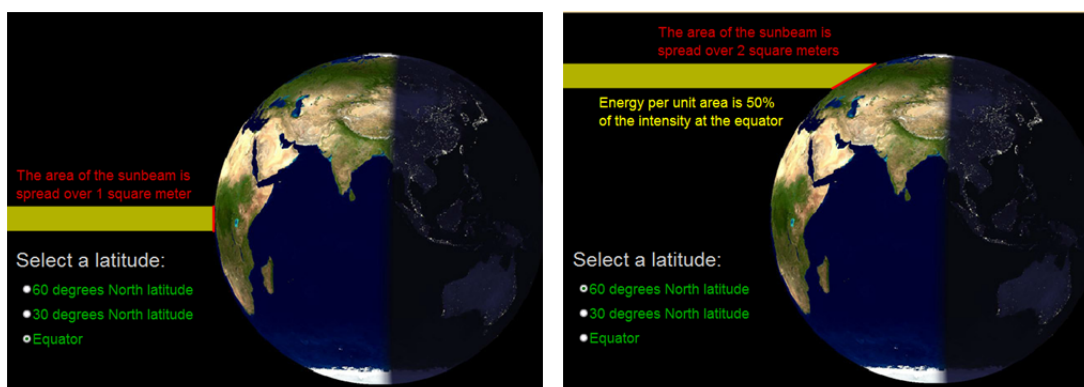 The area of the sunbeam is
spread over 1 square meter
Select a latitude:
60 degrees North latitude
30 degrees North latitude
Equator
The area of the sunbeam is
spread over 2 square meters
Energy per unit area is 50%
of the intensity at the equator
Select a latitude:
60 degrees North latitude
30 degrees North latitude
Equator